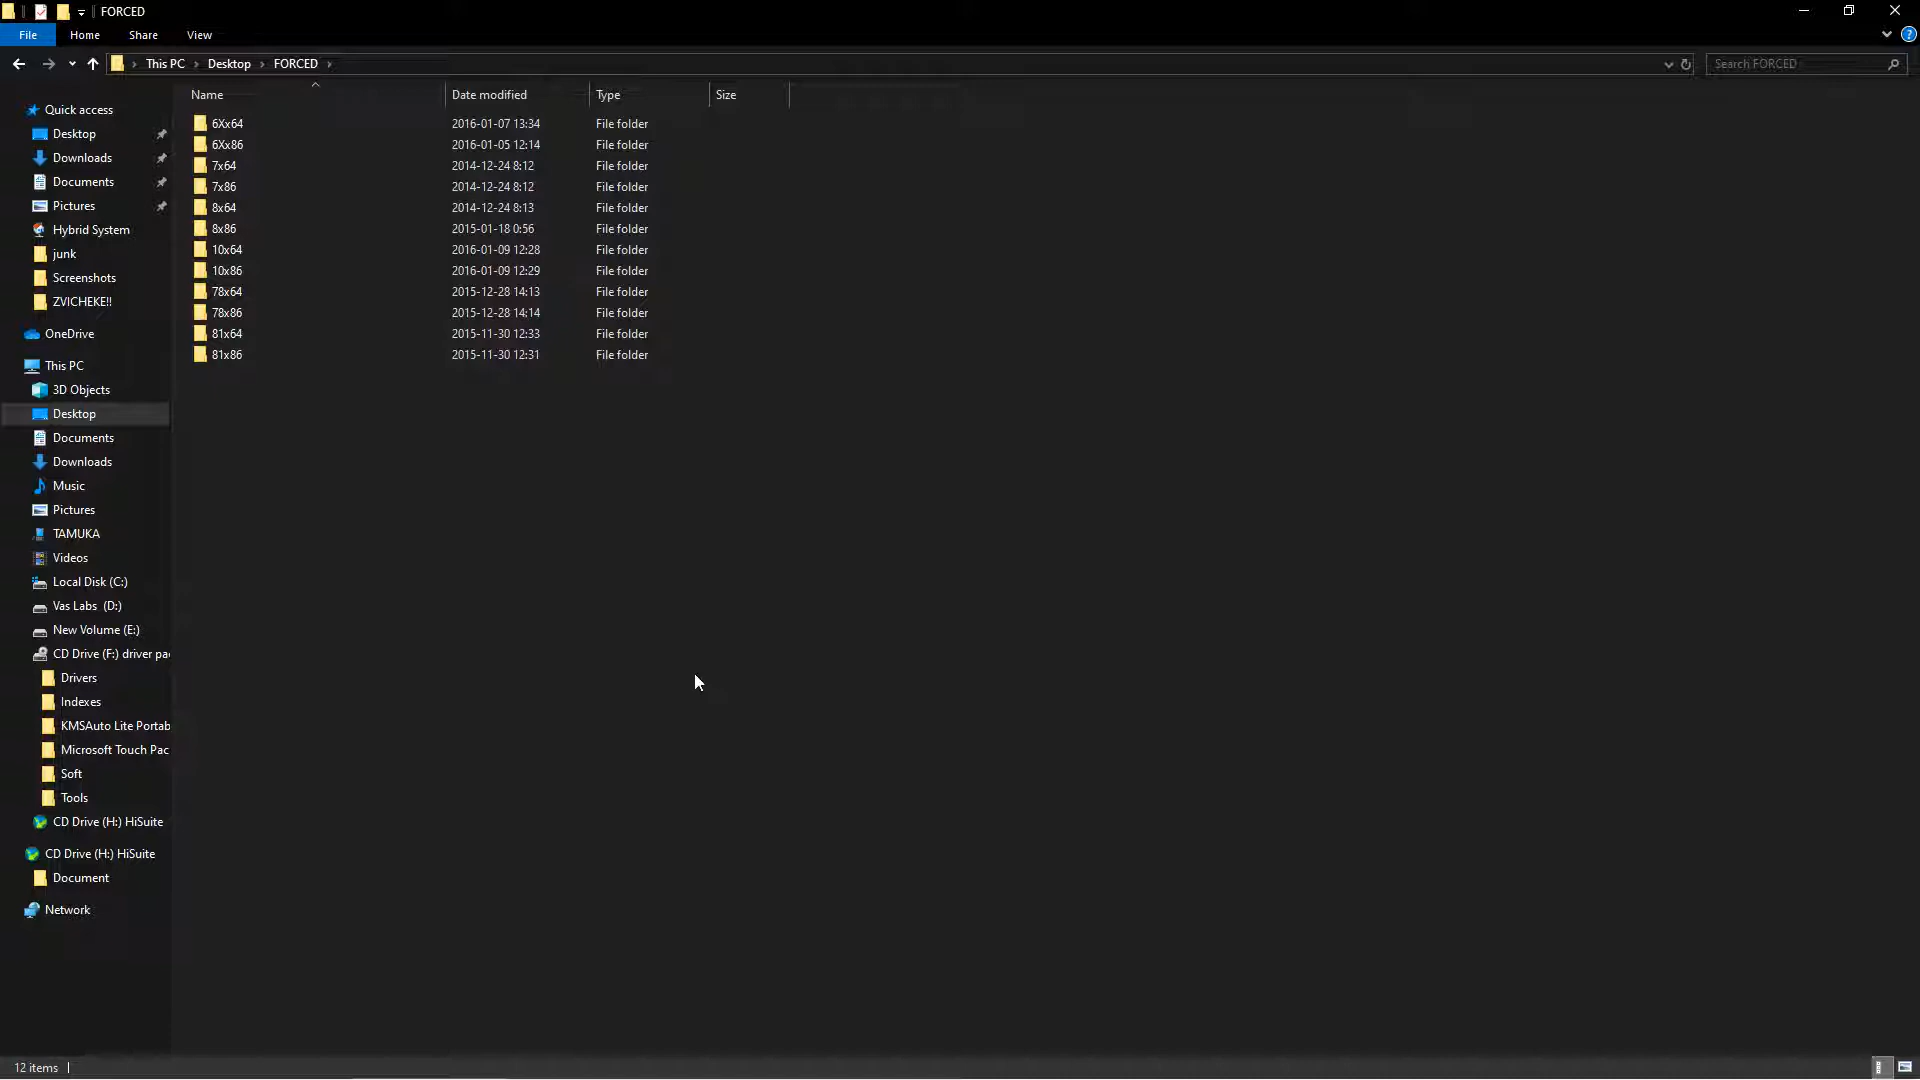 FORCED
File Home Share View
This PC Desktop FORCED
Search FORCED
Name Date modified Type Size
6Xx64 2016-01-07 13:34 File folder
6Xx86 2016-01-05 12:14 File folder
7x64 2014-12-24 8:12 File folder
7x86 2014-12-24 8:12 File folder
8x64 2014-12-24 8:13 File folder
8x86 2015-01-18 0:56 File folder
10x64 2016-01-09 12:28 File folder
10x86 2016-01-09 12:29 File folder
78x64 2015-12-28 14:13 File folder
78x86 2015-12-28 14:14 File folder
81x64 2015-11-30 12:33 File folder
81x86 2015-11-30 12:31 File folder
Quick access
Desktop
Downloads
Documents
Pictures
Hybrid System
junk
Screenshots
ZVICHEKE!!
OneDrive
This PC
3D Objects
Desktop
Documents
Downloads
Music
Pictures
TAMUKA
Videos
Local Disk (C:)
Vas Labs (D:)
New Volume (E:)
CD Drive (F:) driver pa
Drivers
Indexes
KMSAuto Lite Portab
Microsoft Touch Pac
Soft
Tools
CD Drive (H:) HiSuite
CD Drive (H:) HiSuite
Document
Network
12 items